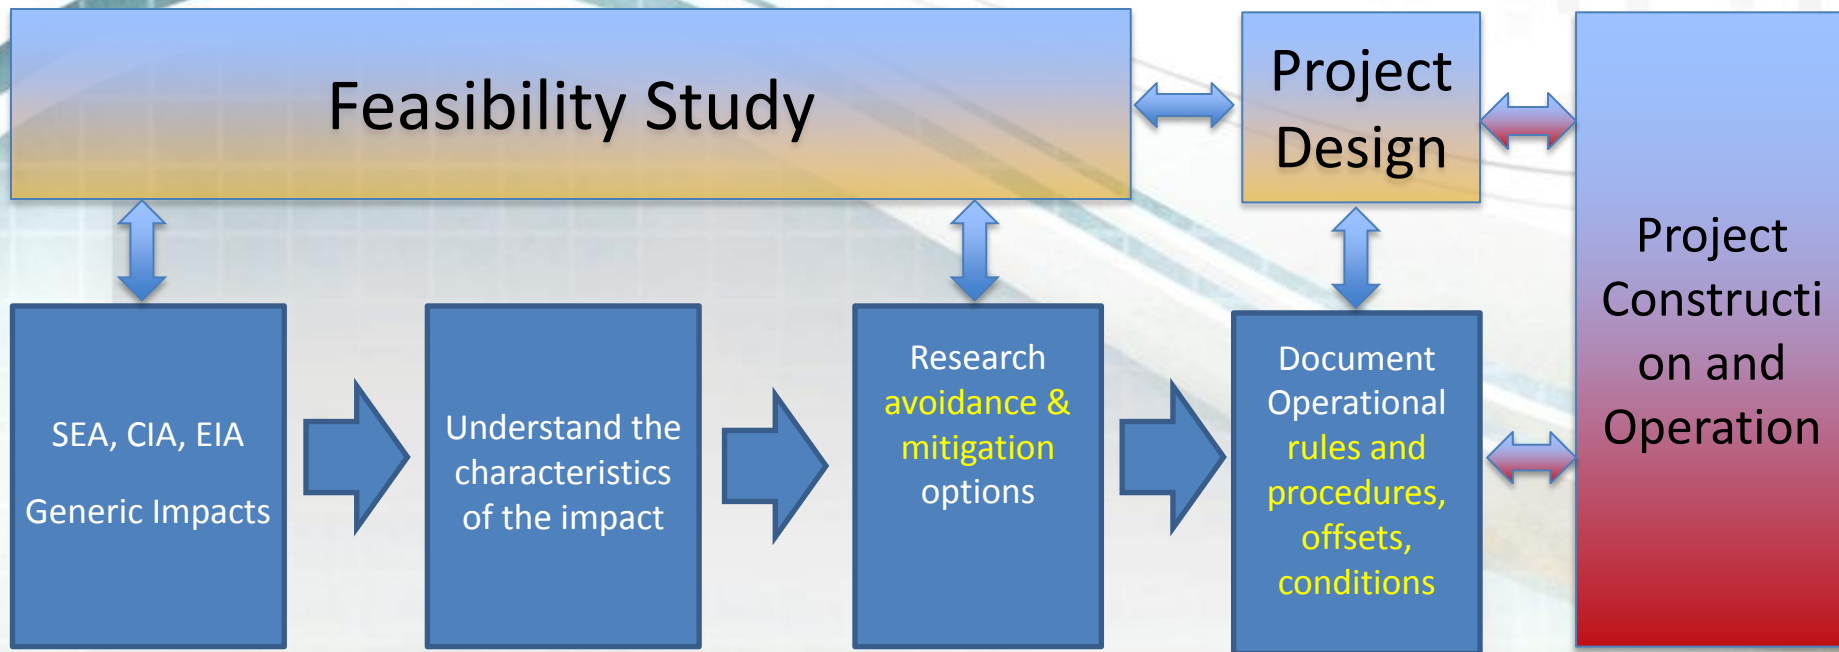 Feasibility Study
Project
Design
Project
Constructi
on and
Operation
SEA, CIA, EIA
Generic Impacts
Understand the
characteristics
of the impact
Research
avoidance &
mitigation
options
Document
Operational
rules and
procedures,
offsets,
conditions